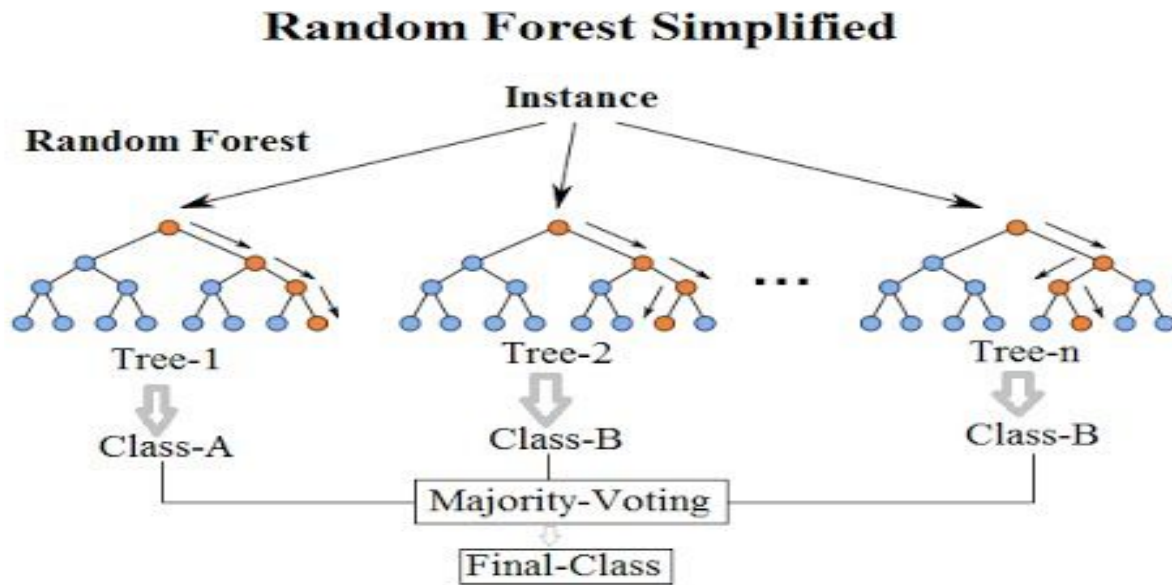 Random Forest Simplified
Instance
Random Forest
...
Tree-1
Tree-2
Tree-n
Class-A
Class-B
Class-B
Majority-Voting
Final-Class